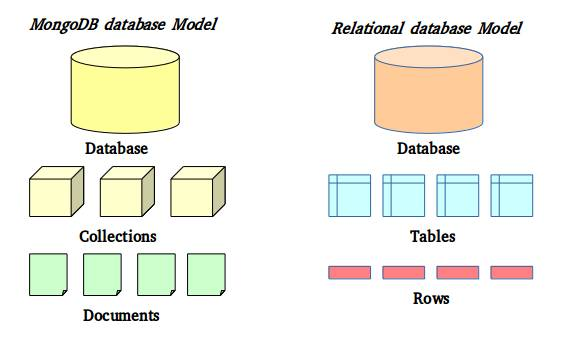 MongoDB database Model
Database
Collections
Documents
Relational database Model
Database
Tables
Rows